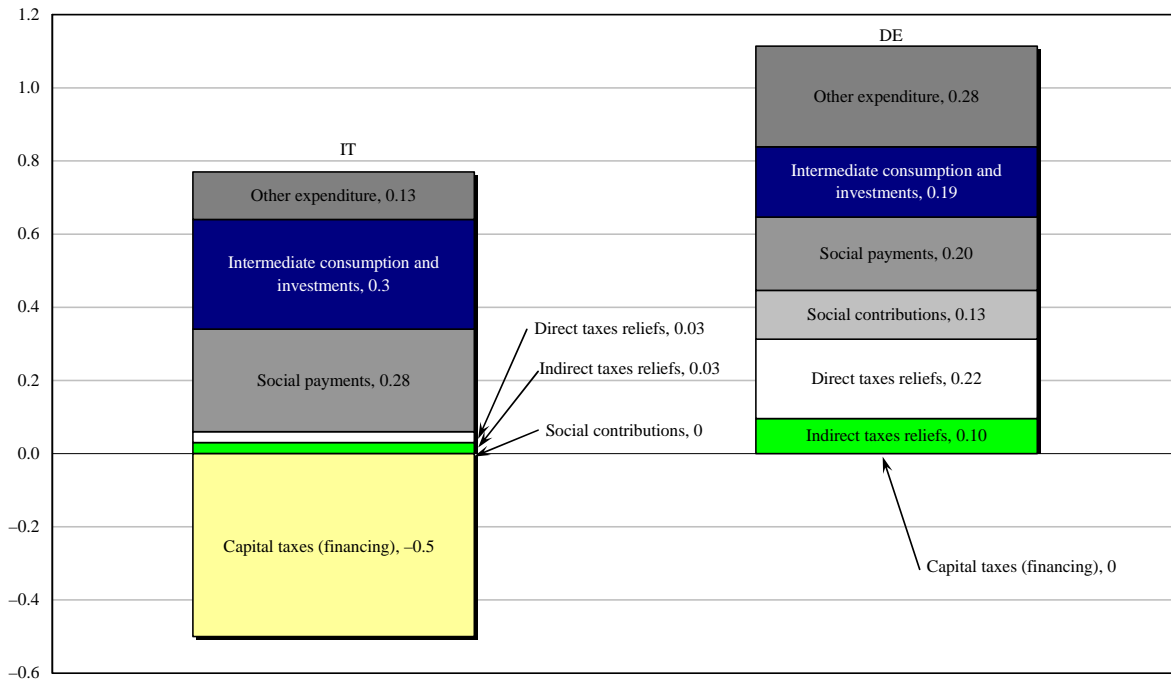 1.2
1.0
0.8
0.6
0.4
0.2
0.0
–0.2
–0.4
–0.6
IT
Other expenditure, 0.13
Intermediate consumption and
investments, 0.3
Social payments, 0.28
Direct taxes reliefs, 0.03
Indirect taxes reliefs, 0.03
Social contributions, 0
Capital taxes (financing), –0.5
DE
Other expenditure, 0.28
Intermediate consumption and
investments, 0.19
Social payments, 0.20
Social contributions, 0.13
Direct taxes reliefs, 0.22
Indirect taxes reliefs, 0.10
Capital taxes (financing), 0